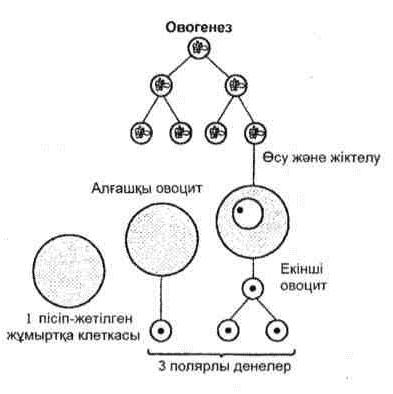 Овогенез
Өсу және жіктелу
Алғашқы овоцит
Екінші
овоцит
1 пісіп-жетілген
жұмыртқа клеткасы
3 полярлы денелер